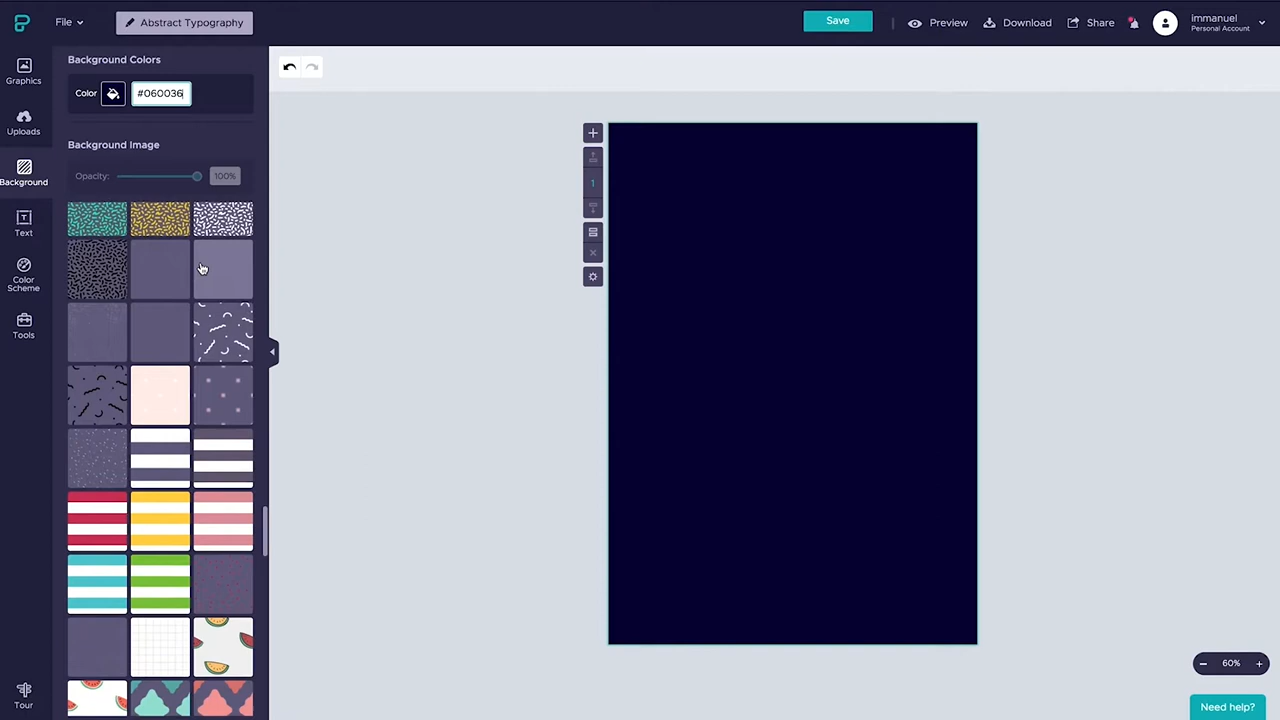 File
Abstract Typography
Save
Preview
Download
Share
immanuel
Personal Account
Graphics
Uploads
Background
Text
Color
Scheme
Tools
Tour
Background Colors
Color
#060036
Background Image
Opacity:
100%
1
60%
Need help?